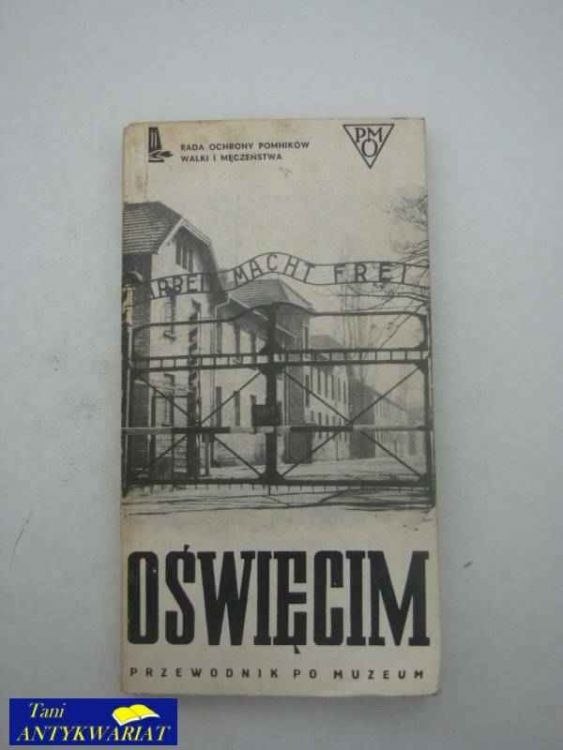 RADA OCHRONY POMNIKÓW
WALKI I MĘCZEŃSTWA
PMO
ARBEIT MACHT FREI
OŚWIĘCIM
PRZEWODNIK PO MUZEUM
Tani
ANTYKWARIAT